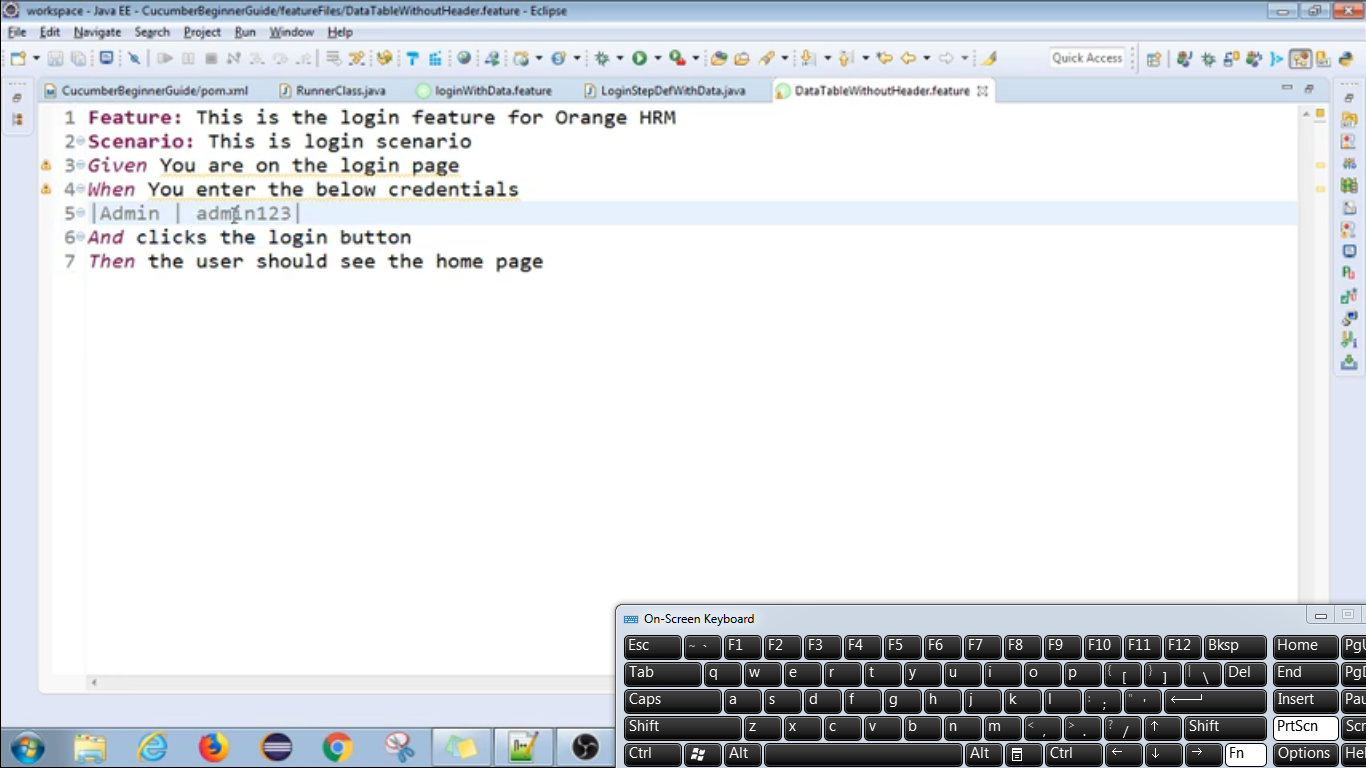 workspace - Java EE - CucumberBeginnerGuide/featureFiles/DataTableWithoutHeader.feature - Eclipse
File Edit Navigate Search Project Run Window Help
Quick Access
CucumberBeginnerGuide/pom.xml RunnerClass.java loginWithData.feature LoginStepDefWithData.java DataTableWithoutHeader.feature
1 Feature: This is the login feature for Orange HRM
2 Scenario: This is login scenario
3 Given You are on the login page
4 When You enter the below credentials
5 |Admin | admin123|
6 And clicks the login button
7 Then the user should see the home page
On-Screen Keyboard
Esc ~ ` F1 F2 F3 F4 F5 F6 F7 F8 F9 F10 F11 F12 Bksp Home PgU
Tab q w e r t y u i o p { [ } ] | \ Del End PgD
Caps a s d f g h j k l : ; " ' Insert Pau
Shift z x c v b n m < , > . ? / ↑ Shift PrtScn Scr
Ctrl Alt Alt Ctrl ← ↓ → Fn Options Hel